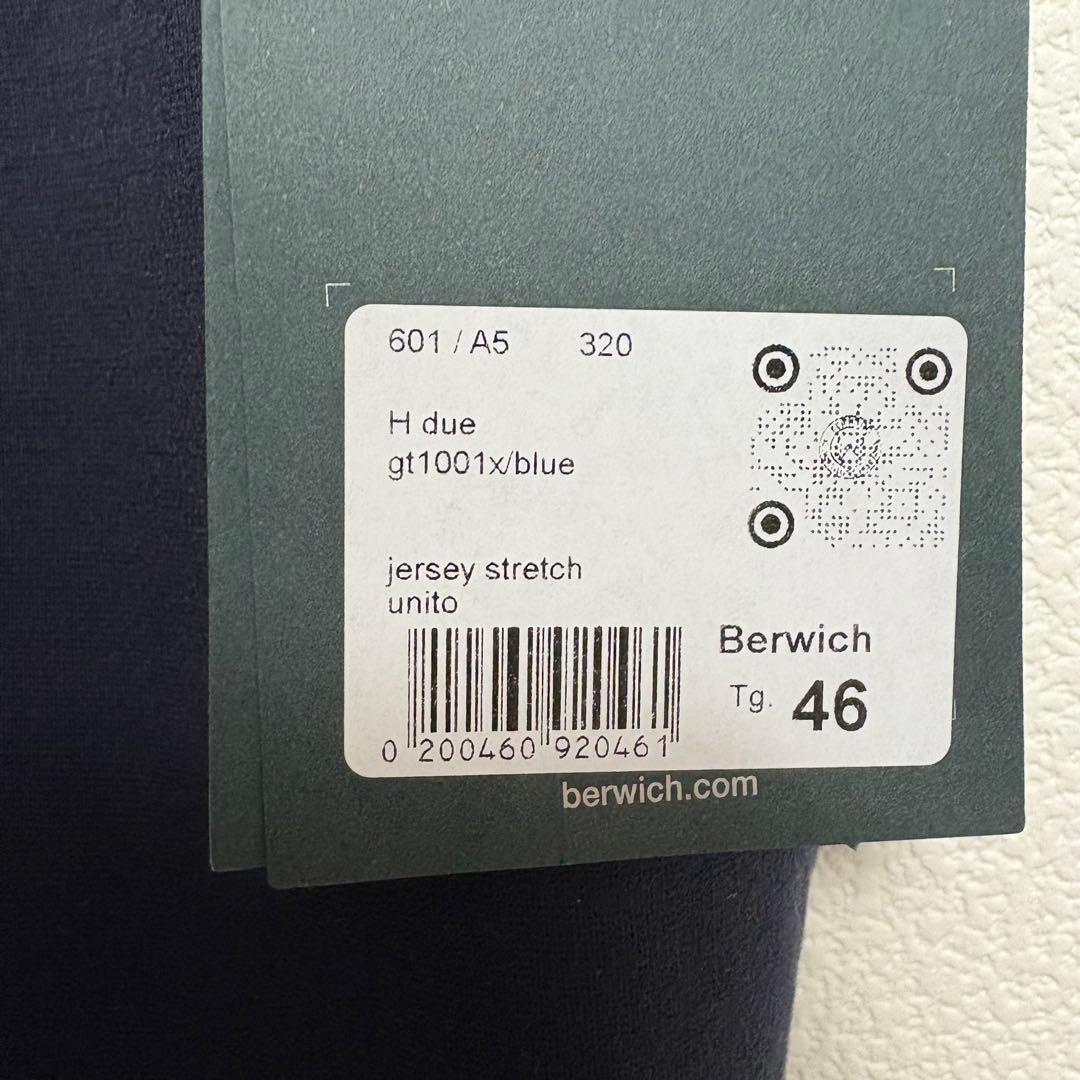 601 / A5 320
H due
gt1001x/blue
jersey stretch
unito
Berwich
Tg. 46
0 200460 920461
berwich.com